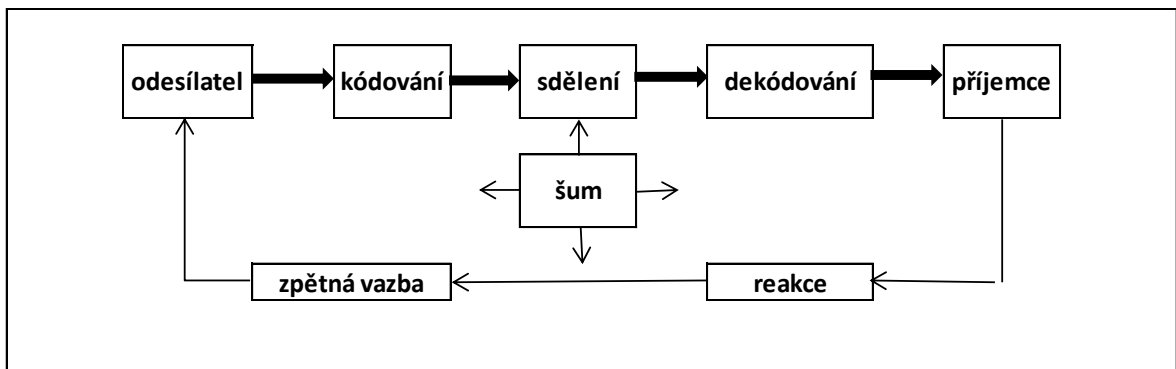 odesílatel
kódování
sdělení
dekódování
příjemce
šum
zpětná vazba
reakce